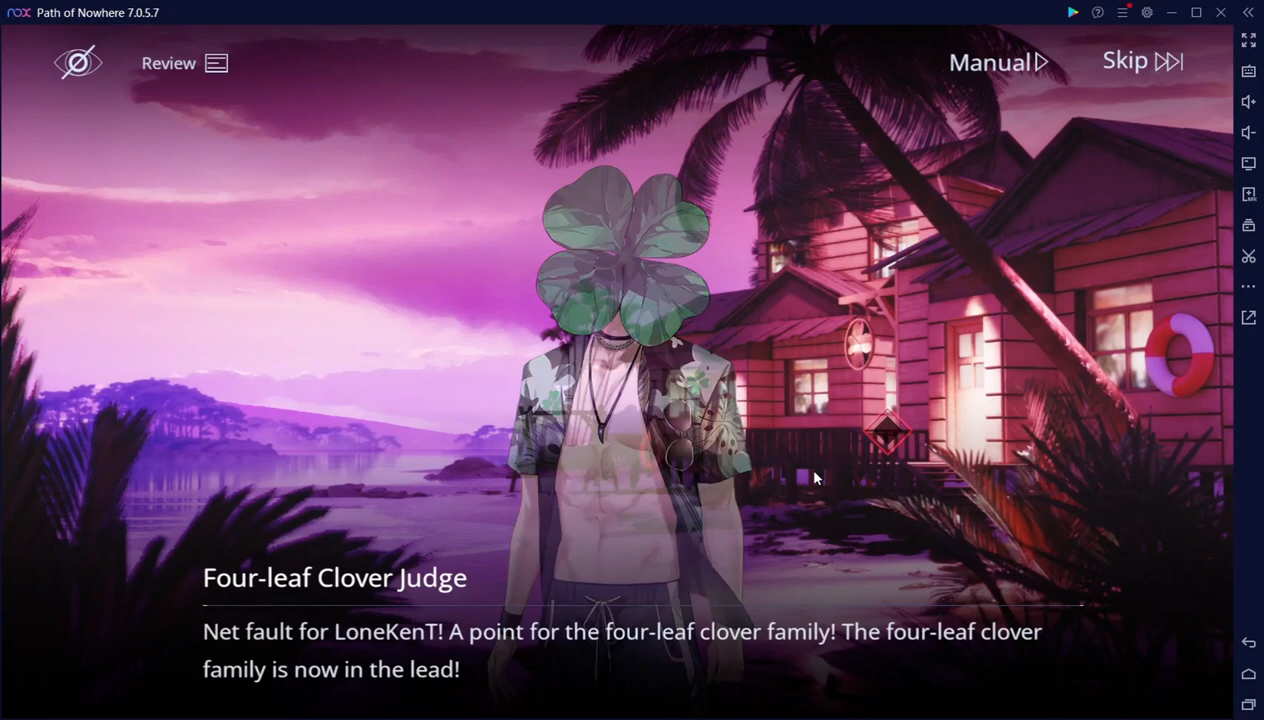 nox Path of Nowhere 7.0.5.7
Review
Manual
Skip
Four-leaf Clover Judge
Net fault for LoneKenT! A point for the four-leaf clover family! The four-leaf clover
family is now in the lead!